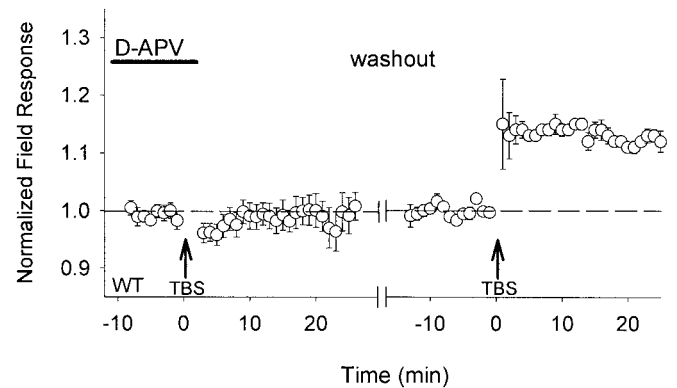 Normalized Field Response
1.3
1.2
1.1
1.0
0.9
D-APV
washout
WT
TBS
TBS
-10 0 10 20 -10 0 10 20
Time (min)